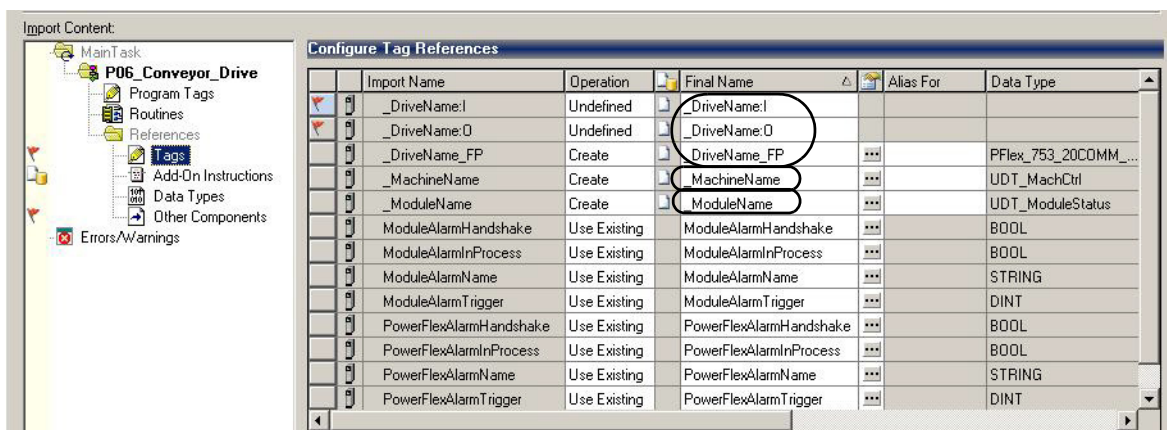 Import Content:
MainTask
P06_Conveyor_Drive
Program Tags
Routines
References
Tags
Add-On Instructions
Data Types
Other Components
Errors/Warnings
Configure Tag References
Import Name Operation Final Name Alias For Data Type
_DriveName:I Undefined _DriveName:I
_DriveName:O Undefined _DriveName:O
_DriveName_FP Create _DriveName_FP ... PFlex_753_20COMM_...
_MachineName Create _MachineName ... UDT_MachCtrl
_ModuleName Create _ModuleName ... UDT_ModuleStatus
ModuleAlarmHandshake Use Existing ModuleAlarmHandshake ... BOOL
ModuleAlarmInProcess Use Existing ModuleAlarmInProcess ... BOOL
ModuleAlarmName Use Existing ModuleAlarmName ... STRING
ModuleAlarmTrigger Use Existing ModuleAlarmTrigger ... DINT
PowerFlexAlarmHandshake Use Existing PowerFlexAlarmHandshake ... BOOL
PowerFlexAlarmInProcess Use Existing PowerFlexAlarmInProcess ... BOOL
PowerFlexAlarmName Use Existing PowerFlexAlarmName ... STRING
PowerFlexAlarmTrigger Use Existing PowerFlexAlarmTrigger ... DINT